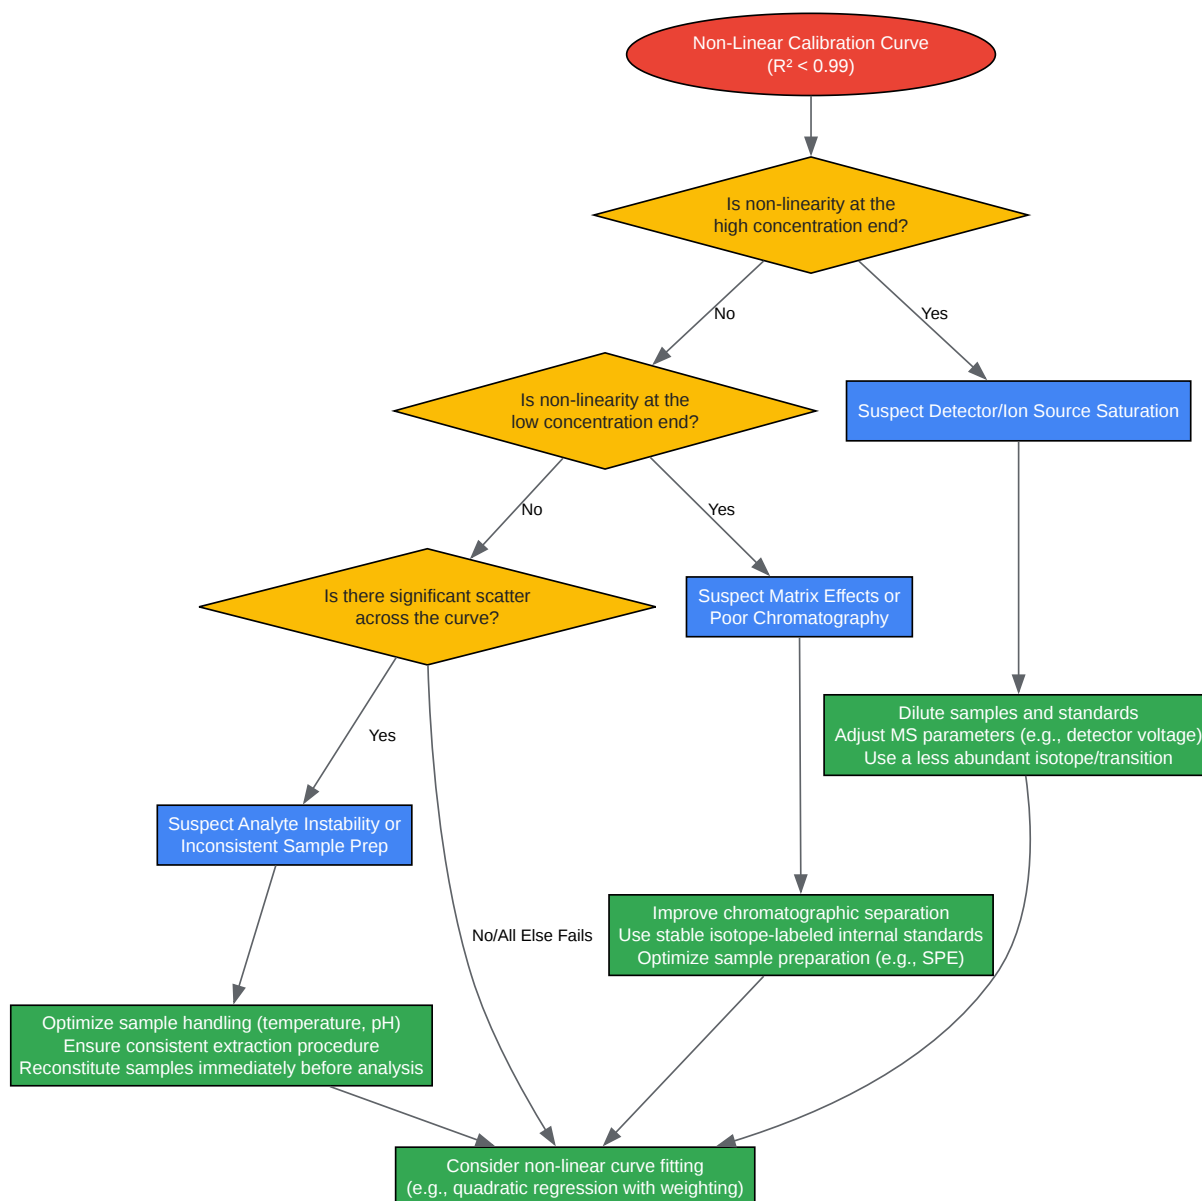 Non-Linear Calibration Curve
(R² < 0.99)
Is non-linearity at the
high concentration end?
No
Yes
Is non-linearity at the
low concentration end?
Suspect Detector/Ion Source Saturation
No
Yes
Is there significant scatter
across the curve?
Suspect Matrix Effects or
Poor Chromatography
Dilute samples and standards
Adjust MS parameters (e.g., detector voltage)
Use a less abundant isotope/transition
Yes
Suspect Analyte Instability or
Inconsistent Sample Prep
No/All Else Fails
Improve chromatographic separation
Use stable isotope-labeled internal standards
Optimize sample preparation (e.g., SPE)
Optimize sample handling (temperature, pH)
Ensure consistent extraction procedure
Reconstitute samples immediately before analysis
Consider non-linear curve fitting
(e.g., quadratic regression with weighting)